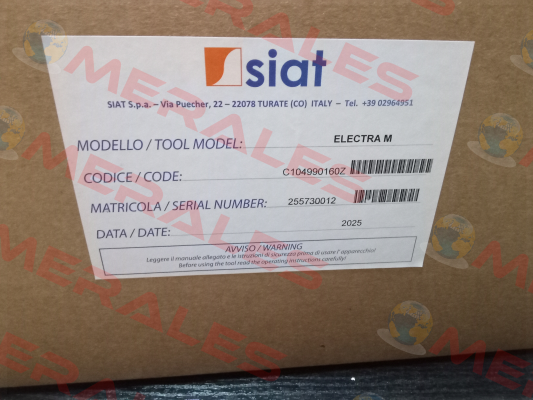 siat
SIAT S.p.a. – Via Puecher, 22 – 22078 TURATE (CO) ITALY – Tel. +39 02964951
MODELLO / TOOL MODEL: ELECTRA M
CODICE / CODE: C104990160Z
MATRICOLA / SERIAL NUMBER: 255730012
DATA / DATE: 2025
AVVISO / WARNING
Leggere il manuale allegato e le istruzioni di sicurezza prima di usare l' apparecchio!
Before using the tool read the operating instructions carefully!
MERALES
MERALES
MERALES
MERALES